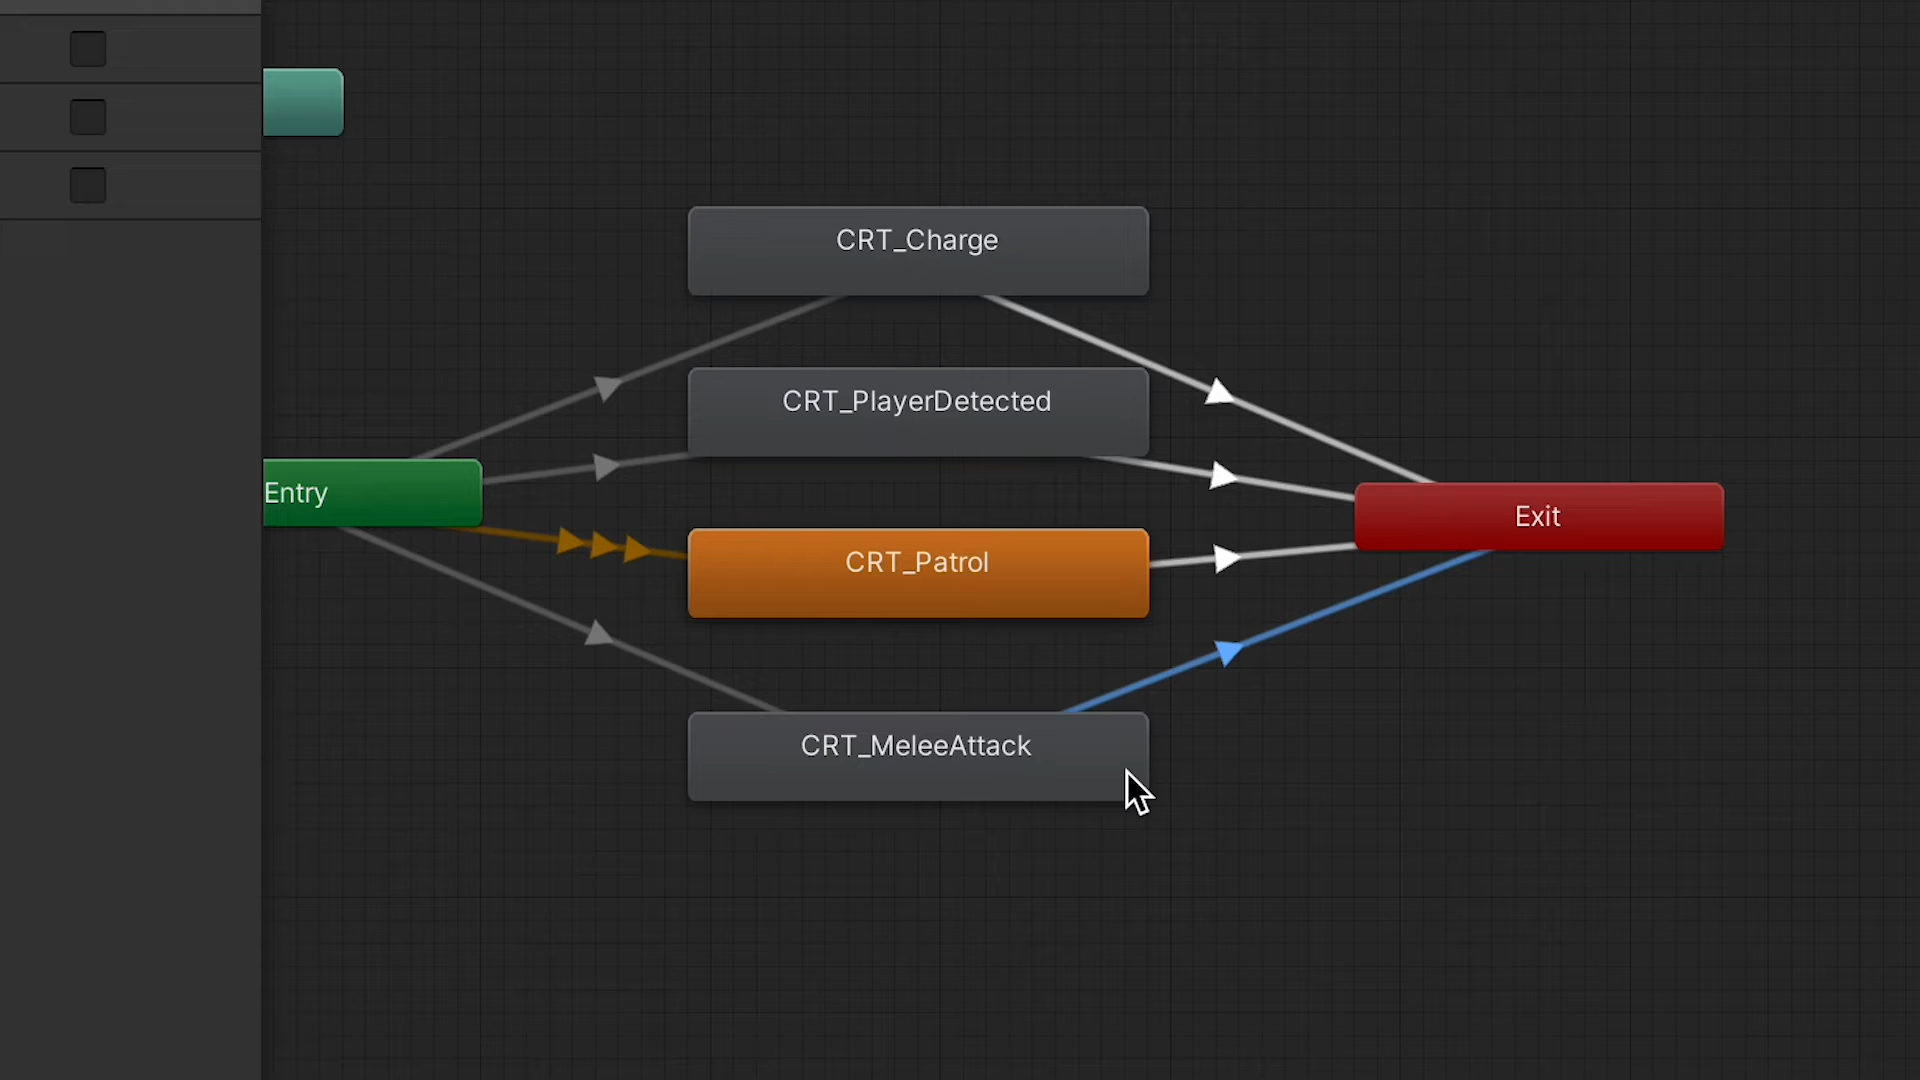 CRT_Charge
CRT_PlayerDetected
Entry
Exit
CRT_Patrol
CRT_MeleeAttack